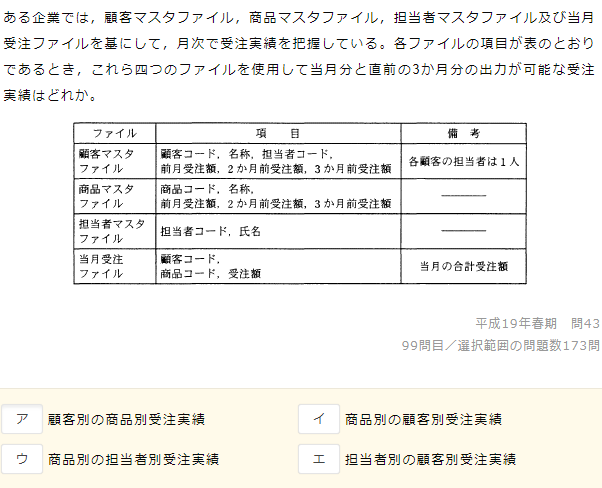 ある企業では，顧客マスタファイル，商品マスタファイル，担当者マスタファイル及び当月
受注ファイルを基にして，月次で受注実績を把握している。各ファイルの項目が表のとおり
であるとき，これら四つのファイルを使用して当月分と直前の3か月分の出力が可能な受注
実績はどれか。
ファイル 項　目 備　考
顧客マスタ
ファイル
顧客コード，名称，担当者コード，
前月受注額，2か月前受注額，3か月前受注額
各顧客の担当者は1人
商品マスタ
ファイル
商品コード，名称，
前月受注額，2か月前受注額，3か月前受注額
担当者マスタ
ファイル
担当者コード，氏名
当月受注
ファイル
顧客コード，
商品コード，受注額
当月の合計受注額
平成19年春期　問43
99問目／選択範囲の問題数173問
ア 顧客別の商品別受注実績
イ 商品別の顧客別受注実績
ウ 商品別の担当者別受注実績
エ 担当者別の顧客別受注実績